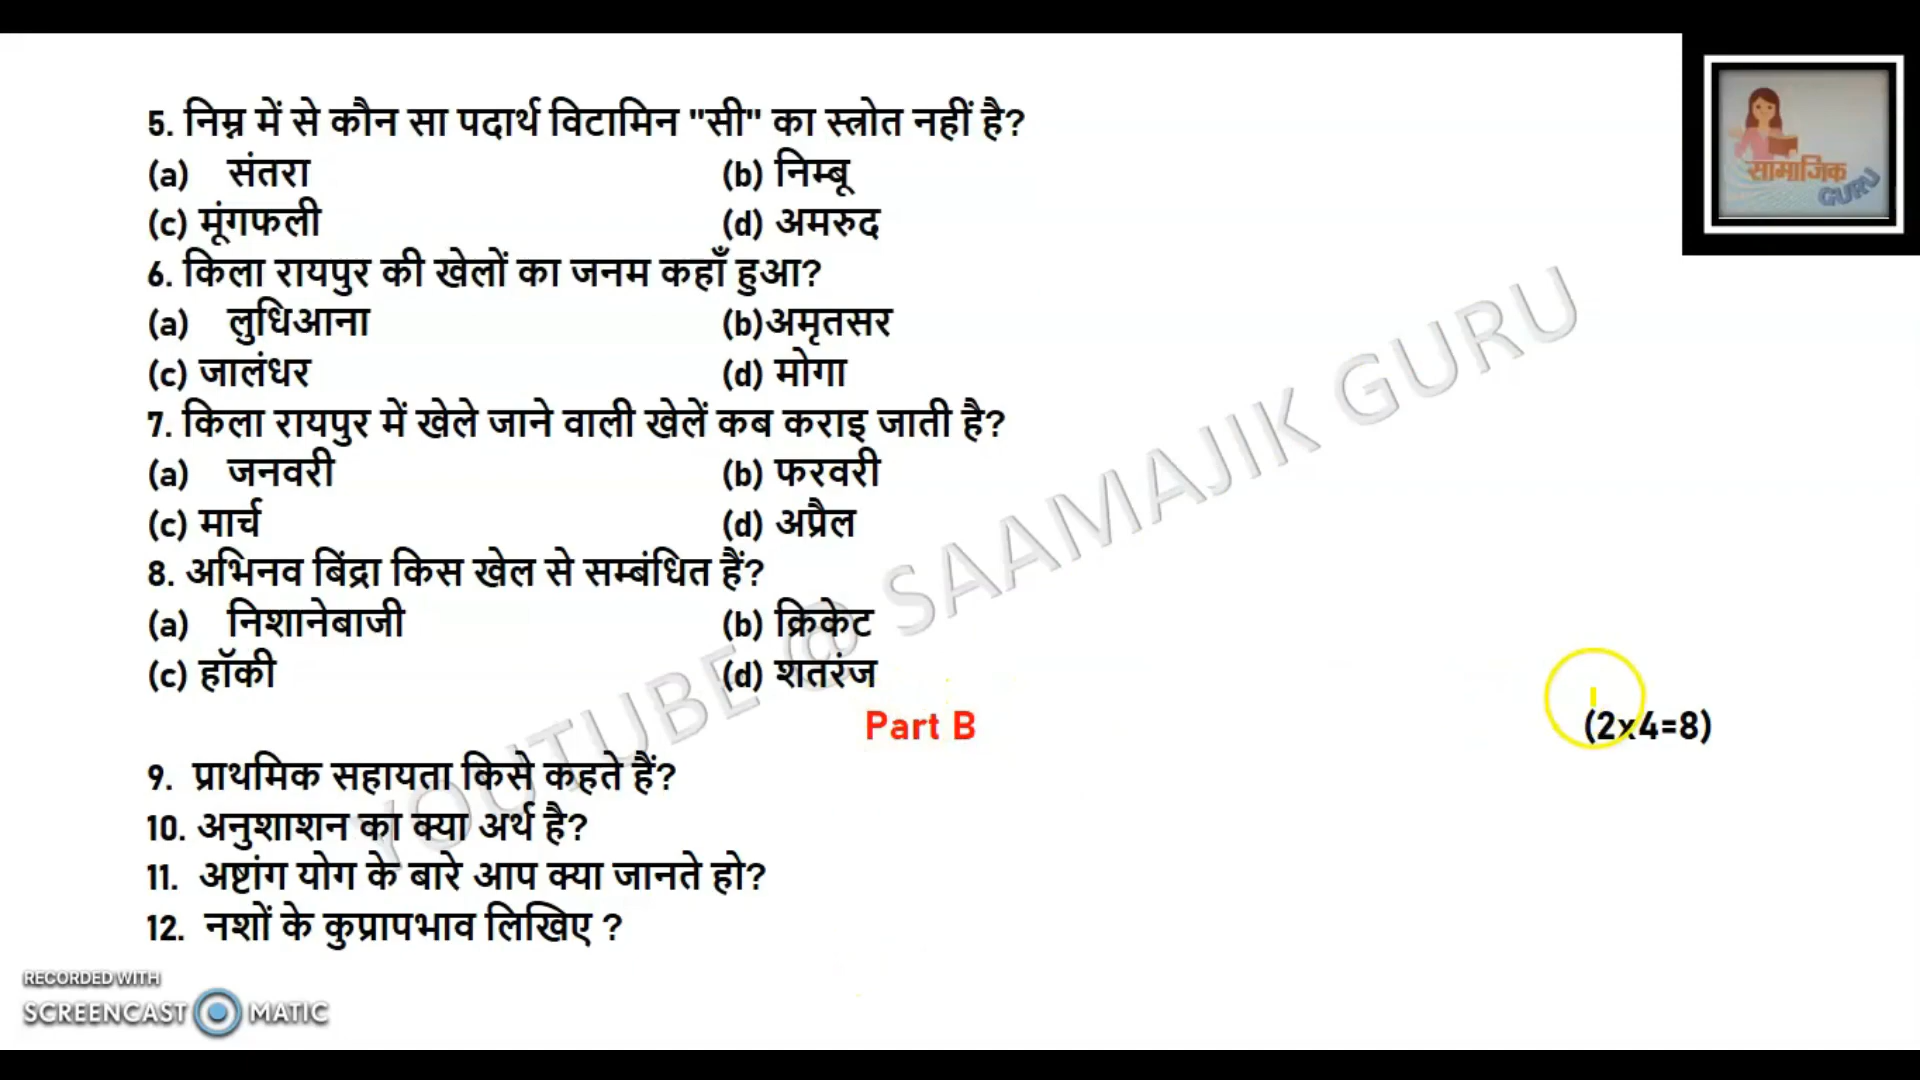 सामाजिक
GURU
5. निम्न में से कौन सा पदार्थ विटामिन "सी" का स्त्रोत नहीं है?
(a) संतरा (b) निम्बू
(c) मूंगफली (d) अमरुद
6. किला रायपुर की खेलों का जनम कहाँ हुआ?
(a) लुधिआना (b)अमृतसर
(c) जालंधर (d) मोगा
7. किला रायपुर में खेले जाने वाली खेलें कब कराइ जाती है?
(a) जनवरी (b) फरवरी
(c) मार्च (d) अप्रैल
8. अभिनव बिंद्रा किस खेल से सम्बंधित हैं?
(a) निशानेबाजी (b) क्रिकेट
(c) हॉकी (d) शतरंज
Part B (2x4=8)
9. प्राथमिक सहायता किसे कहते हैं?
10. अनुशाशन का क्या अर्थ है?
11. अष्टांग योग के बारे आप क्या जानते हो?
12. नशों के कुप्रापभाव लिखिए ?
YOUTUBE @ SAAMAJIK GURU
RECORDED WITH
SCREENCAST MATIC